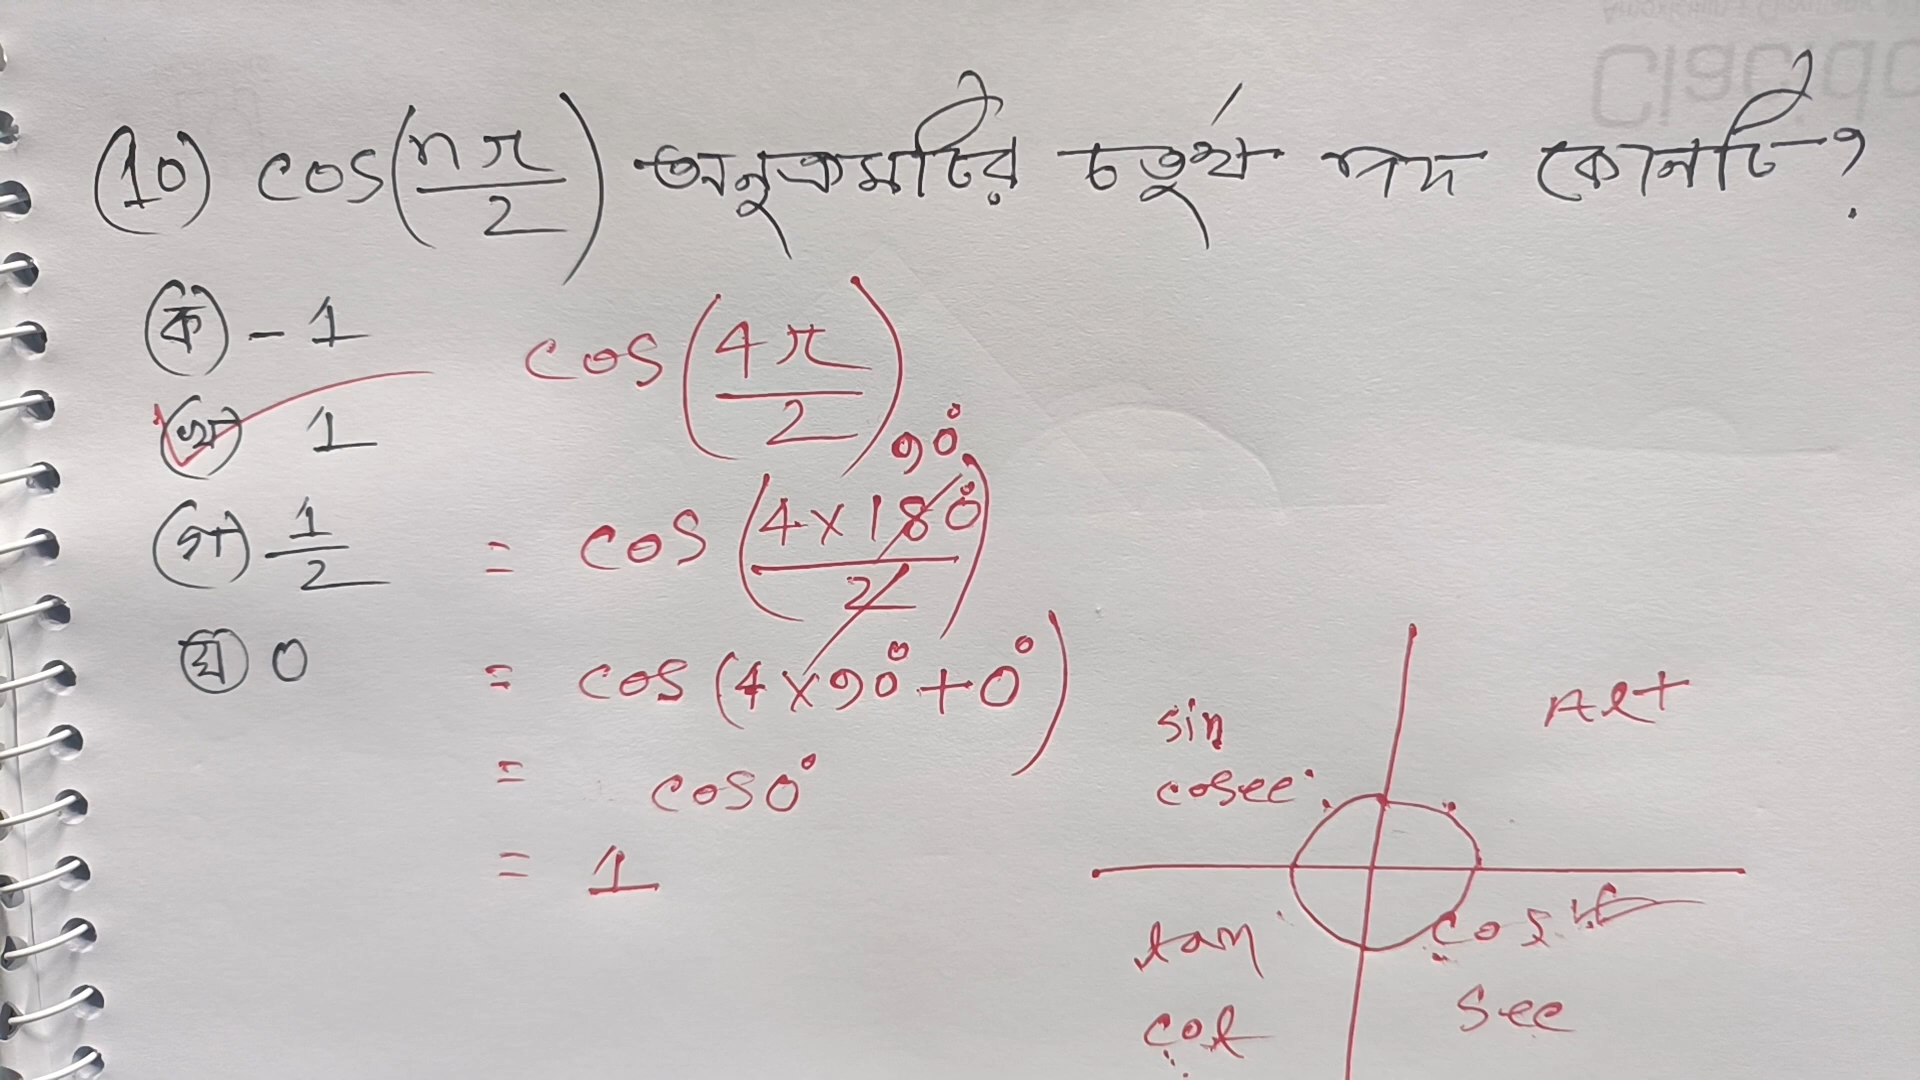 (10) cos(nπ/2) অনুক্রমটির চতুর্থ পদ কোনটি?
(ক) - 1
(খ) 1
(গ) 1/2
(ঘ) 0
cos(4π/2)
90°
= cos(4×180°/2)
= cos(4×90°+0°)
= cos0°
= 1
sin
cosec
All+
tan
cot
cos
sec